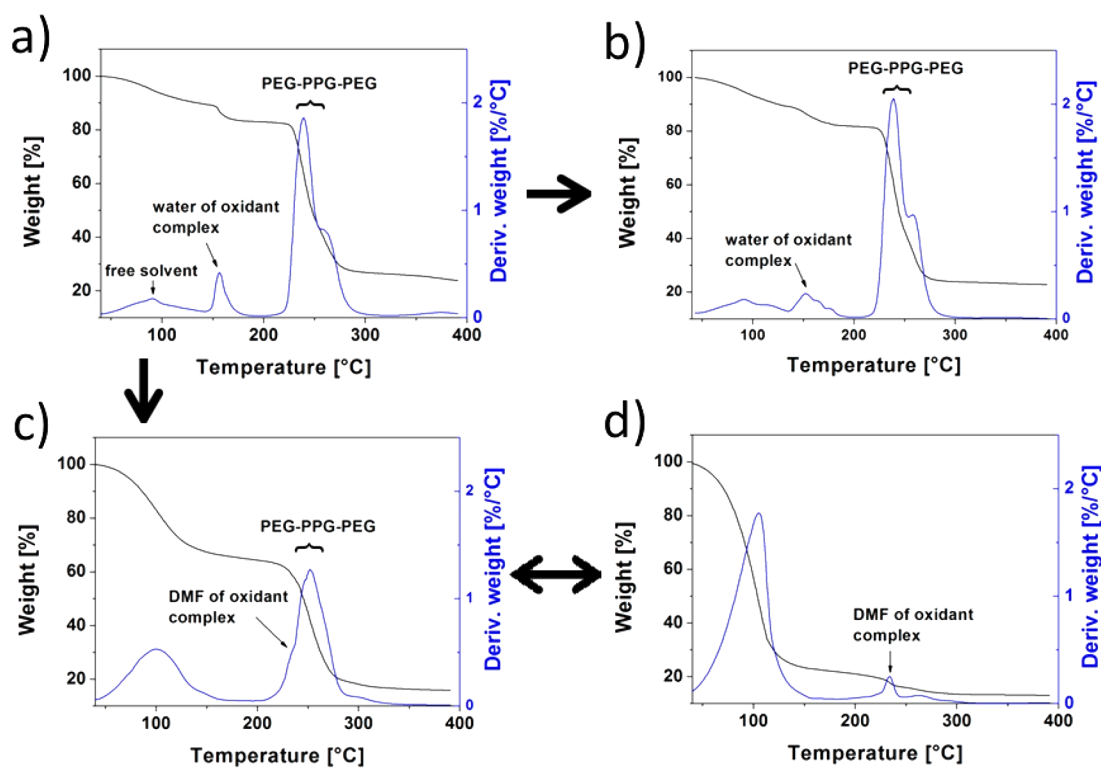 a)
PEG-PPG-PEG
water of oxidant
complex
free solvent
100
80
60
40
20
2
1
0
100
200
300
400
Weight [%]
Deriv. weight [%/°C]
Temperature [°C]
b)
PEG-PPG-PEG
water of oxidant
complex
100
80
60
40
20
2
1
0
100
200
300
400
Weight [%]
Deriv. weight [%/°C]
Temperature [°C]
c)
PEG-PPG-PEG
DMF of oxidant
complex
100
80
60
40
20
2
1
0
100
200
300
400
Weight [%]
Deriv. weight [%/°C]
Temperature [°C]
d)
DMF of oxidant
complex
100
80
60
40
20
2
1
0
100
200
300
400
Weight [%]
Deriv. weight [%/°C]
Temperature [°C]